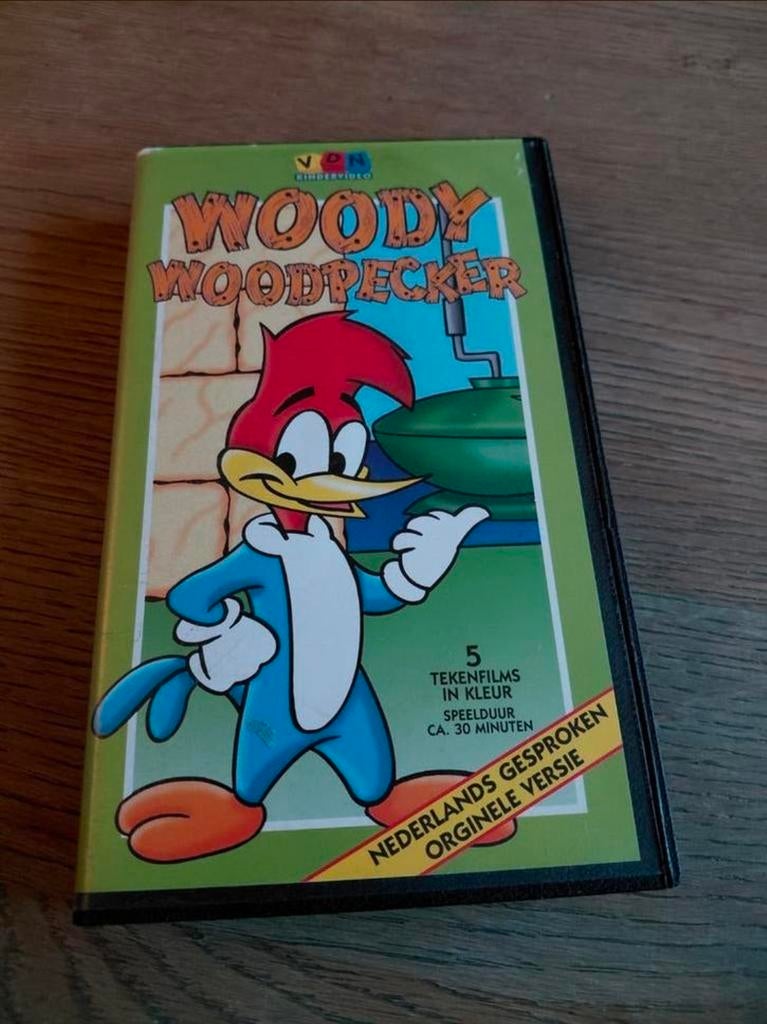 VDN
KINDERVIDEO
WOODY
WOODPECKER
5
TEKENFILMS
IN KLEUR
SPEELDUUR
CA. 30 MINUTEN
NEDERLANDS GESPROKEN
ORGINELE VERSIE